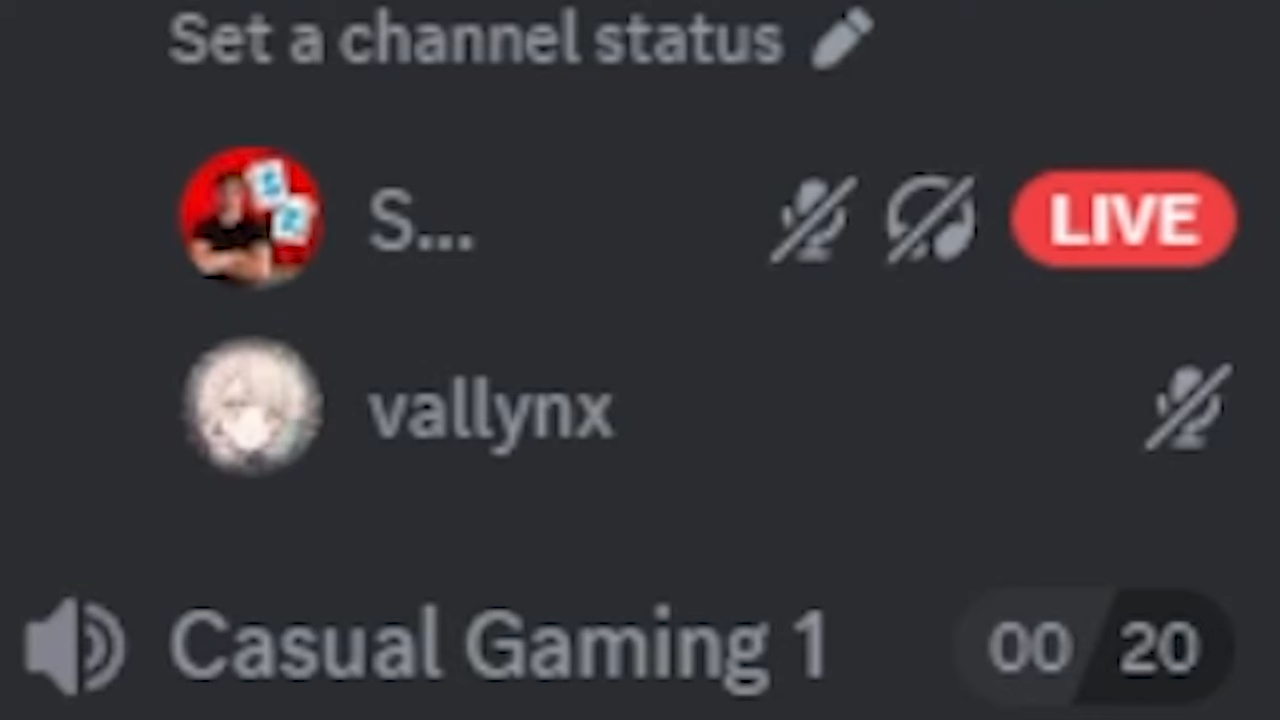 Set a channel status
S...
LIVE
vallynx
Casual Gaming 1
00 20